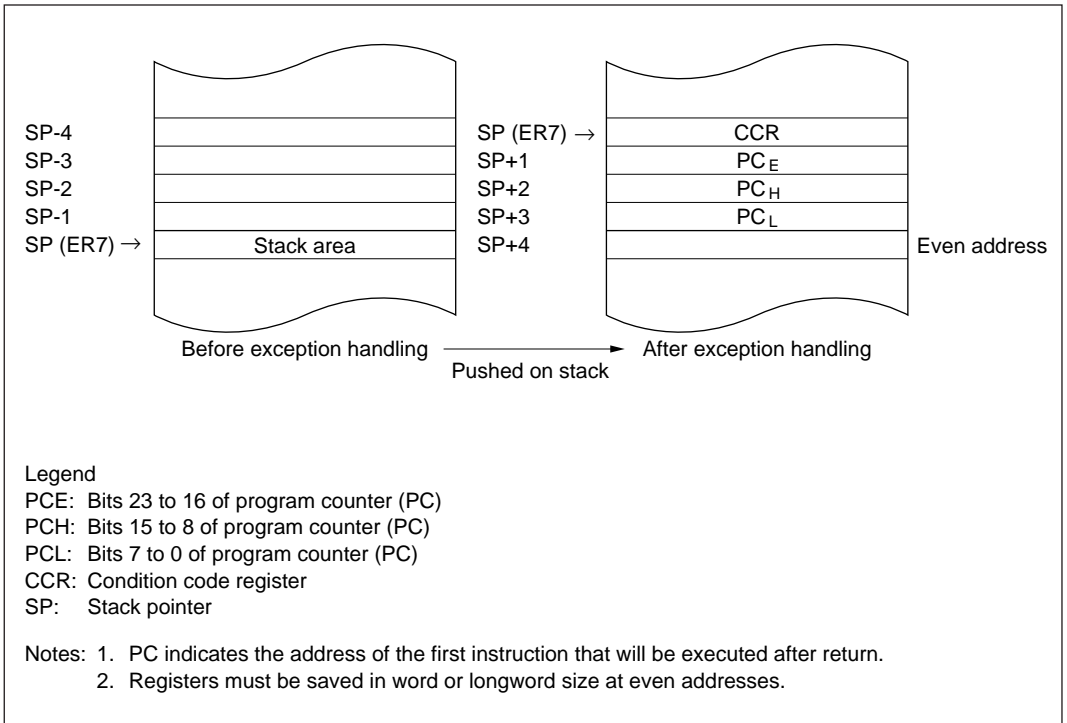 SP-4
SP-3
SP-2
SP-1
SP (ER7) →
Stack area
SP (ER7) →
SP+1
SP+2
SP+3
SP+4
CCR
PC E
PC H
PC L
Even address
Before exception handling
Pushed on stack
After exception handling
Legend
PCE: Bits 23 to 16 of program counter (PC)
PCH: Bits 15 to 8 of program counter (PC)
PCL: Bits 7 to 0 of program counter (PC)
CCR: Condition code register
SP: Stack pointer
Notes: 1. PC indicates the address of the first instruction that will be executed after return.
2. Registers must be saved in word or longword size at even addresses.